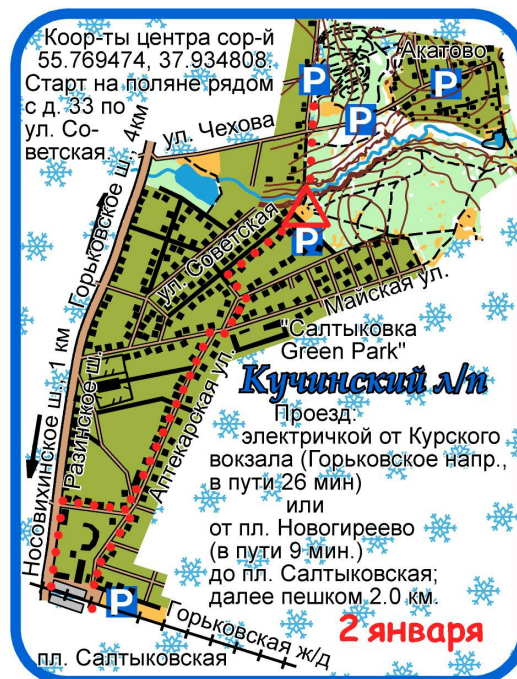 Коор-ты центра сор-й
55.769474, 37.934808.
Старт на поляне рядом
с д. 33 по
ул. Со-
ветская.
Акатово
P
P
P
ул. Чехова
Горьковское ш., 4км
ул. Советская
P
Майская ул.
"Салтыковка
Green Park"
Носовихинское ш., 1 км
Разинское ш.
Аптекарская ул.
Кучинский л/п
Проезд:
электричкой от Курского
вокзала (Горьковское напр.,
в пути 26 мин)
или
от пл. Новогиреево
(в пути 9 мин.)
до пл. Салтыковская;
далее пешком 2.0 км.
2 января
P
Горьковская ж/д
пл. Салтыковская